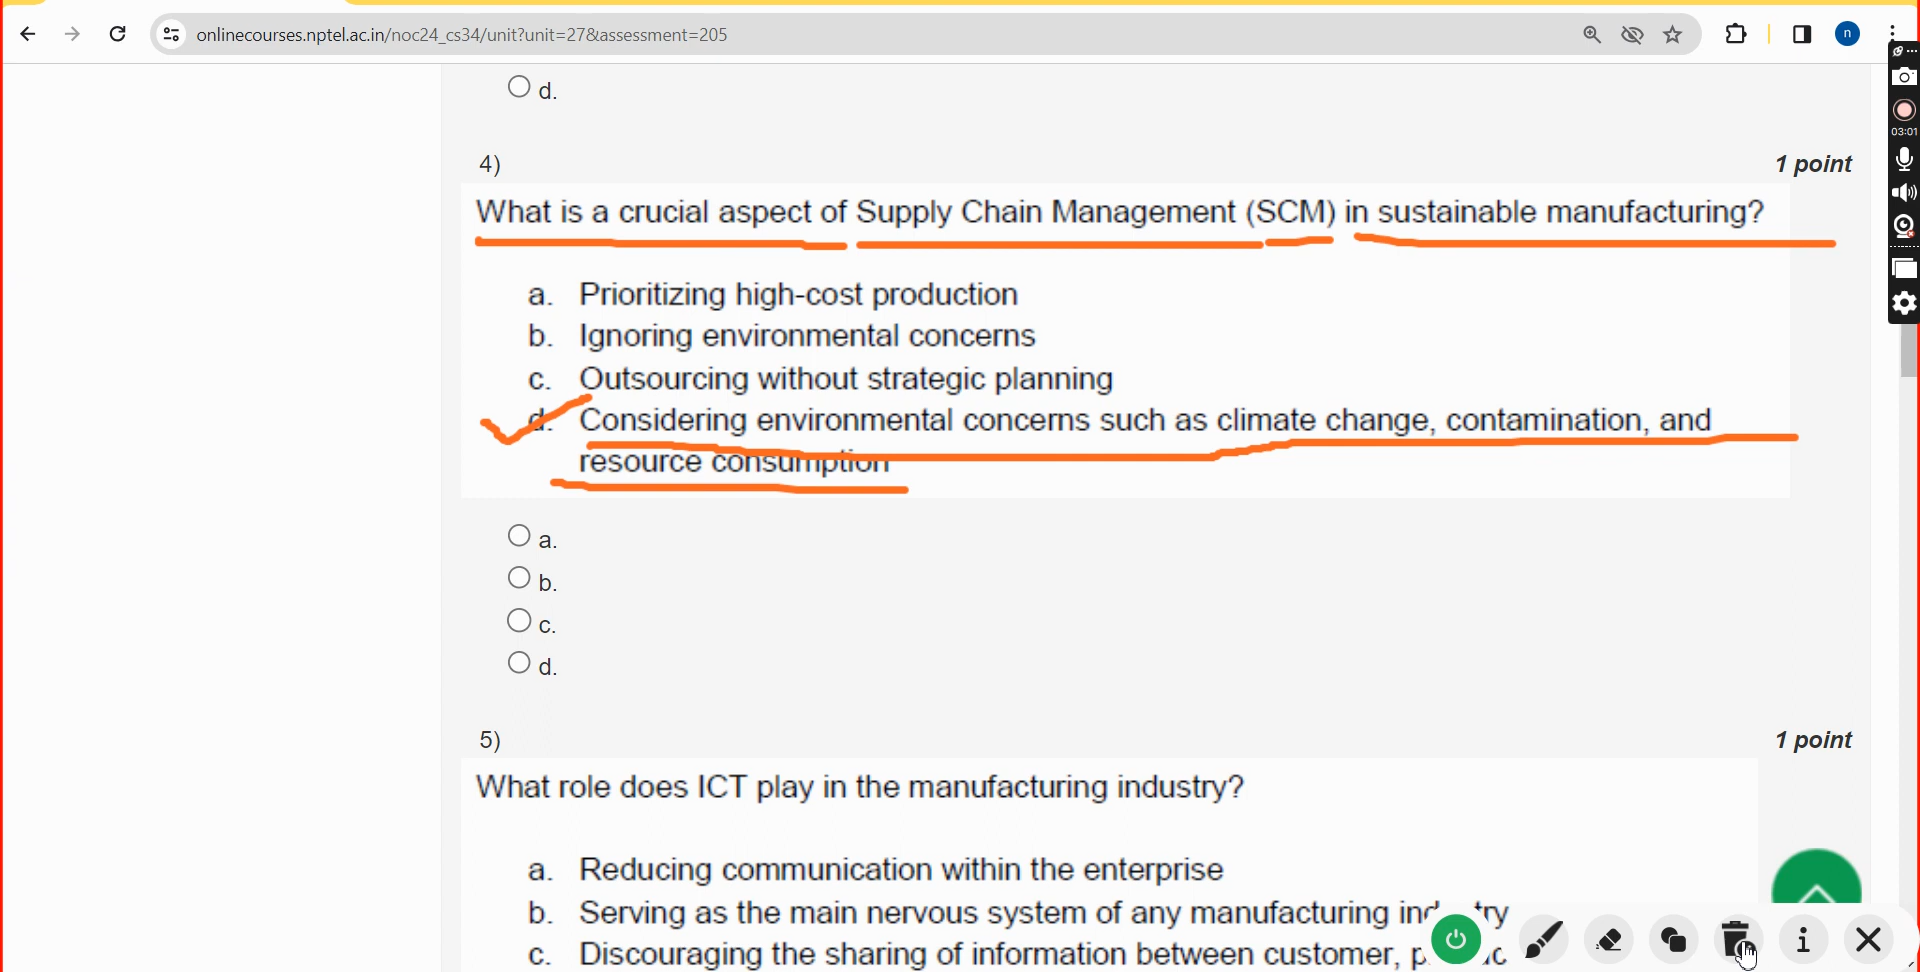 onlinecourses.nptel.ac.in/noc24_cs34/unit?unit=27&assessment=205
n
03:01
d.
4)
1 point
What is a crucial aspect of Supply Chain Management (SCM) in sustainable manufacturing?
a. Prioritizing high-cost production
b. Ignoring environmental concerns
c. Outsourcing without strategic planning
d. Considering environmental concerns such as climate change, contamination, and
resource consumption
a.
b.
c.
d.
5)
1 point
What role does ICT play in the manufacturing industry?
a. Reducing communication within the enterprise
b. Serving as the main nervous system of any manufacturing
c. Discouraging the sharing of information between customer,